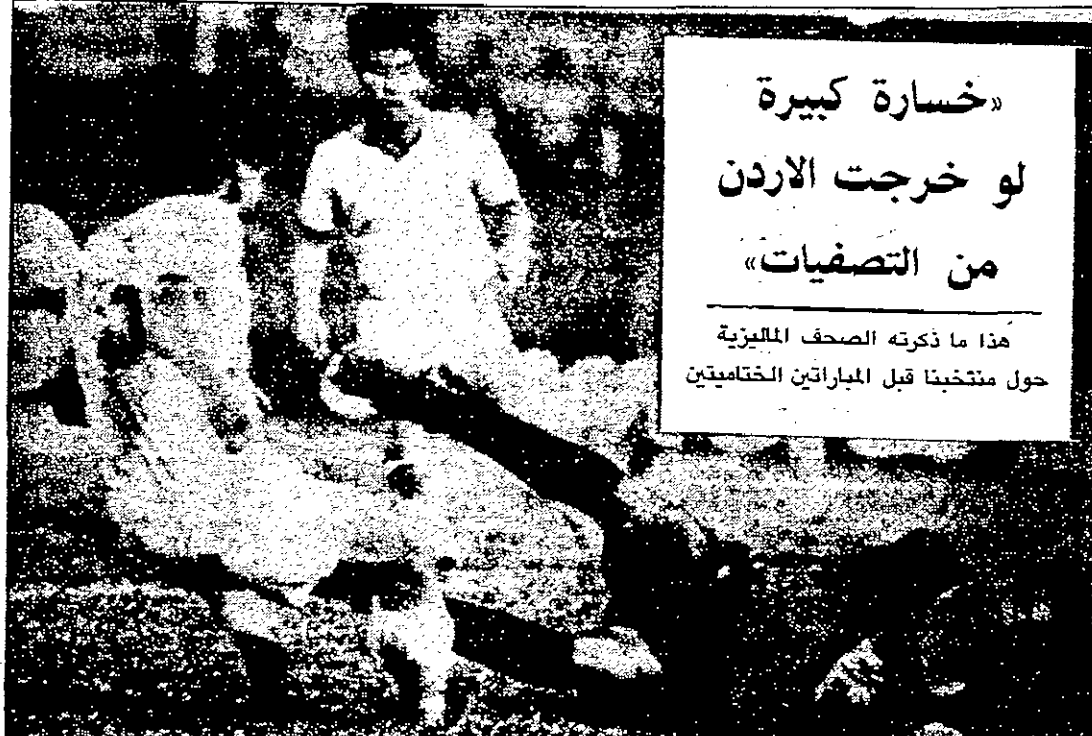 «خسارة كبيرة
لو خرجت الاردن
من التصفيات»
هذا ما ذكرته الصحف الماليزية
حول منتخبنا قبل المباراتين الختاميتين